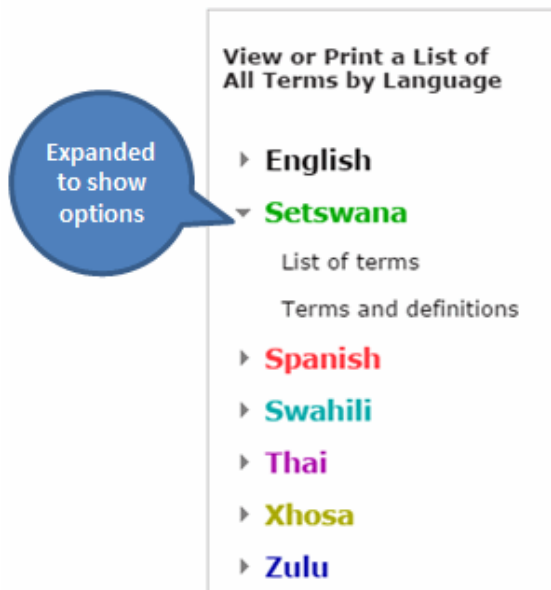 View or Print a List of
All Terms by Language
Expanded
to show
options
English
Setswana
List of terms
Terms and definitions
Spanish
Swahili
Thai
Xhosa
Zulu